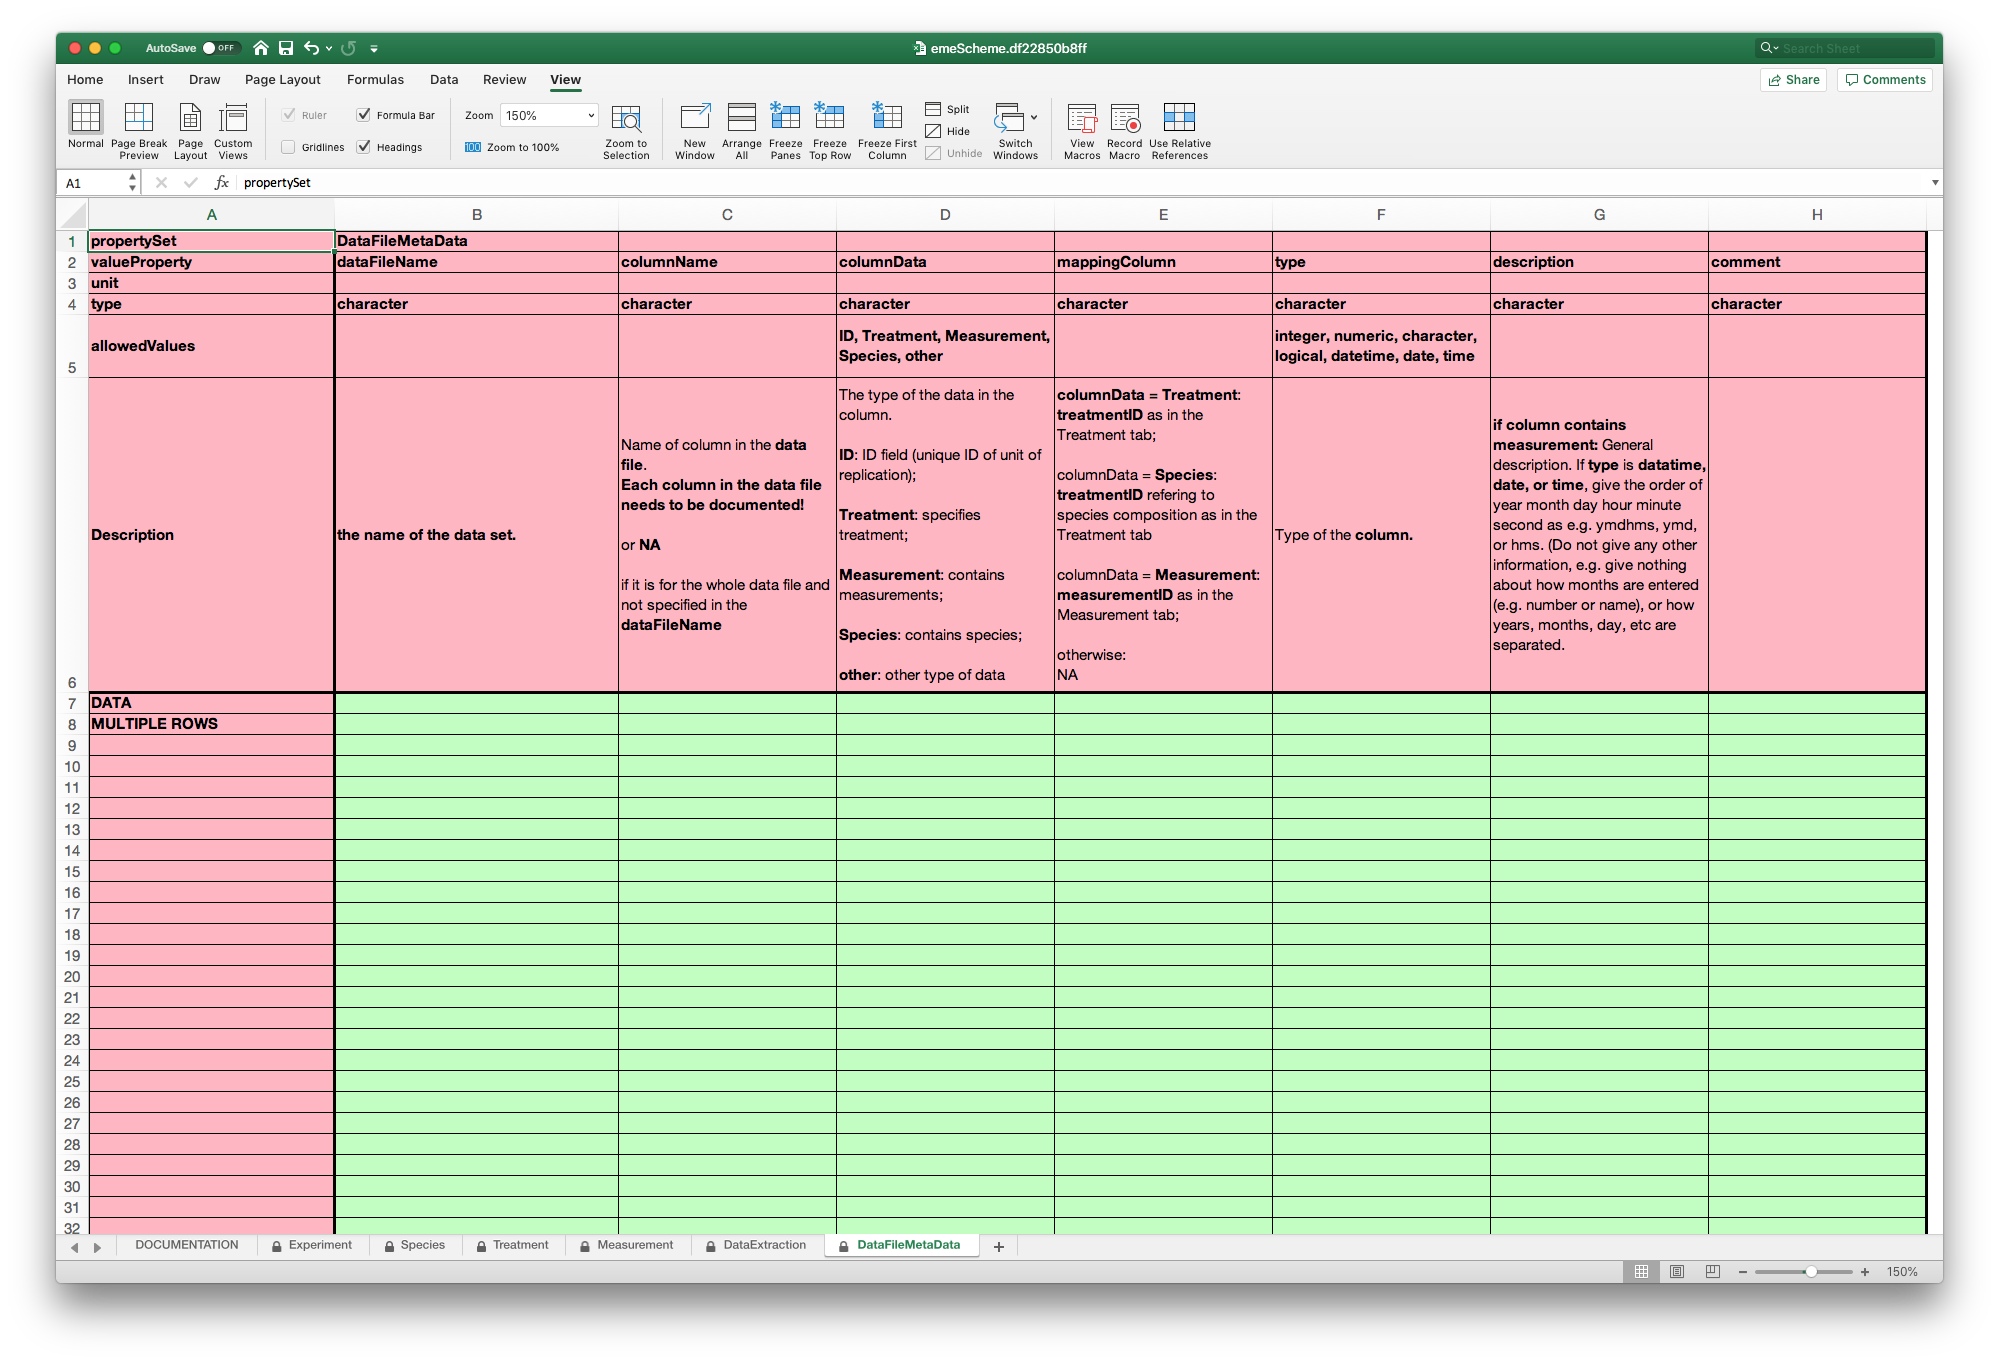 AutoSave OFF
emeScheme.df22850b8ff
Search Sheet
Home Insert Draw Page Layout Formulas Data Review View
Share Comments
Normal
Page Break
Preview
Page
Layout
Custom
Views
Ruler
Formula Bar
Gridlines
Headings
Zoom 150%
100 Zoom to 100%
Zoom to
Selection
New
Window
Arrange
All
Freeze
Panes
Freeze
Top Row
Freeze First
Column
Split
Hide
Unhide
Switch
Windows
View
Macros
Record
Macro
Use Relative
References
A1 fx propertySet
A B C D E F G H
1 propertySet DataFileMetaData
2 valueProperty dataFileName columnName columnData mappingColumn type description comment
3 unit
4 type character character character character character character character
5 allowedValues
ID, Treatment, Measurement,
Species, other
integer, numeric, character,
logical, datetime, date, time
6 Description
the name of the data set.
Name of column in the data
file.
Each column in the data file
needs to be documented!
or NA
if it is for the whole data file and
not specified in the
dataFileName
The type of the data in the
column.
ID: ID field (unique ID of unit of
replication);
Treatment: specifies
treatment;
Measurement: contains
measurements;
Species: contains species;
other: other type of data
columnData = Treatment:
treatmentID as in the
Treatment tab;
columnData = Species:
treatmentID refering to
species composition as in the
Treatment tab
columnData = Measurement:
measurementID as in the
Measurement tab;
otherwise:
NA
Type of the column.
if column contains
measurement: General
description. If type is datatime,
date, or time, give the order of
year month day hour minute
second as e.g. ymdhms, ymd,
or hms. (Do not give any other
information, e.g. give nothing
about how months are entered
(e.g. number or name), or how
years, months, day, etc are
separated.
7 DATA
8 MULTIPLE ROWS
9
10
11
12
13
14
15
16
17
18
19
20
21
22
23
24
25
26
27
28
29
30
31
32
DOCUMENTATION Experiment Species Treatment Measurement DataExtraction DataFileMetaData +
150%